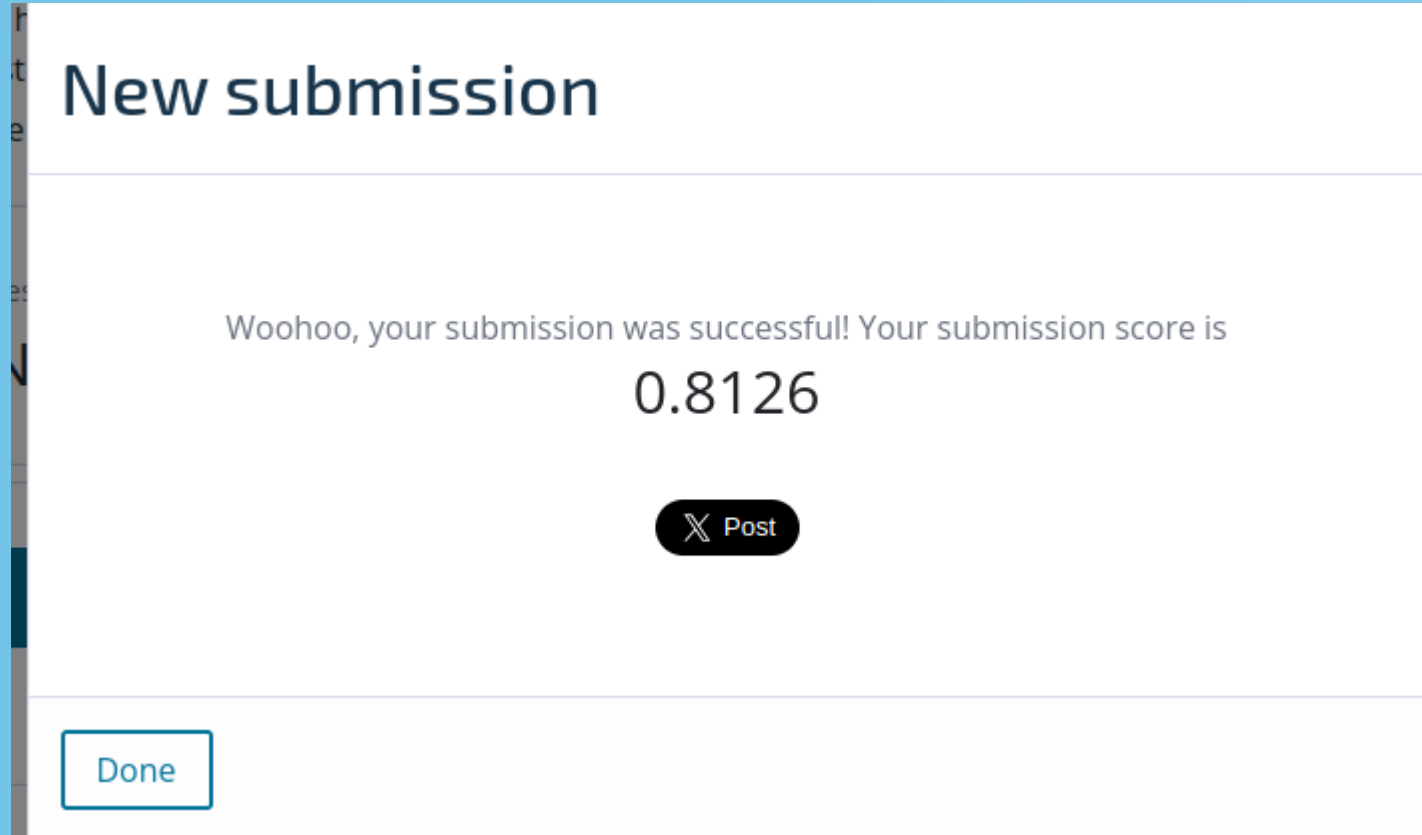 New submission
Woohoo, your submission was successful! Your submission score is
0.8126
X Post
Done